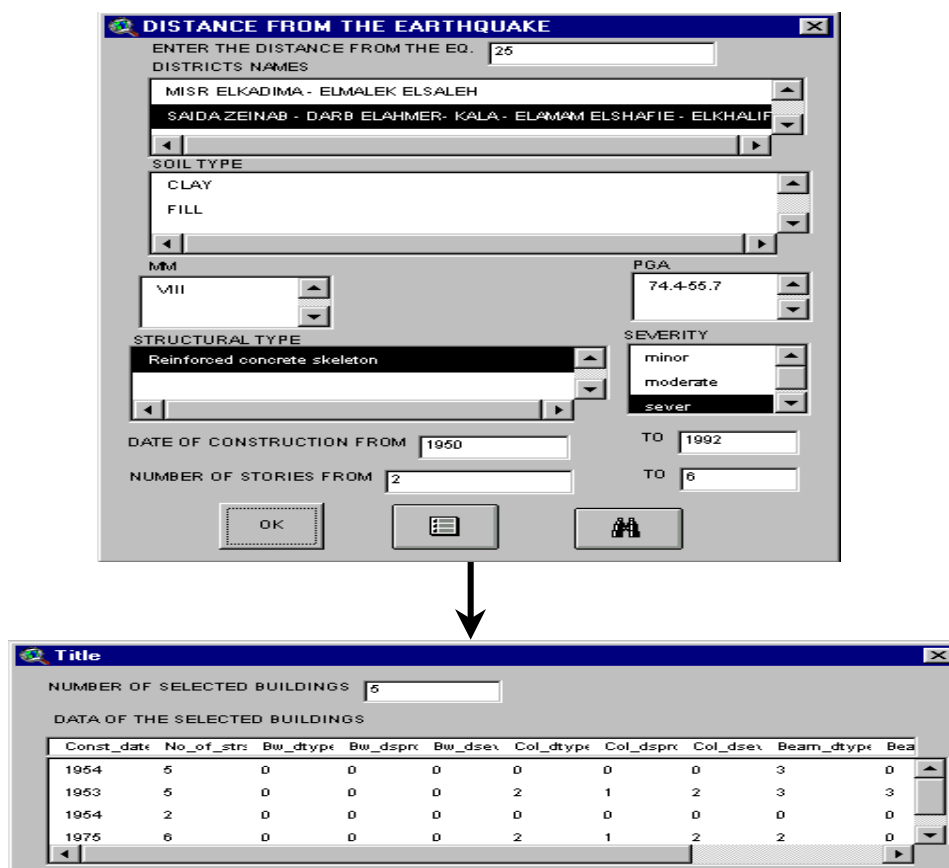 DISTANCE FROM THE EARTHQUAKE
ENTER THE DISTANCE FROM THE EQ. 25
DISTRICTS NAMES
MISR ELKADIMA - ELMALEK ELSALEH
SAIDA ZEINAB - DARB ELAHMER- KALA - ELAMAM ELSHAFIE - ELKHALIF
SOIL TYPE
CLAY
FILL
MM PGA
VIII 74.4-55.7
STRUCTURAL TYPE SEVERITY
Reinforced concrete skeleton minor
moderate
sever
DATE OF CONSTRUCTION FROM 1950 TO 1992
NUMBER OF STORIES FROM 2 TO 6
OK
Title
NUMBER OF SELECTED BUILDINGS 5
DATA OF THE SELECTED BUILDINGS
Const_date No_of_strs Bw_dtype Bw_dspro Bw_dsev Col_dtype Col_dspro Col_dsev Beam_dtype Bea
1954 5 0 0 0 0 0 0 3 0
1953 5 0 0 0 2 1 2 3 3
1954 2 0 0 0 0 0 0 0 0
1975 6 0 0 0 2 1 2 2 0